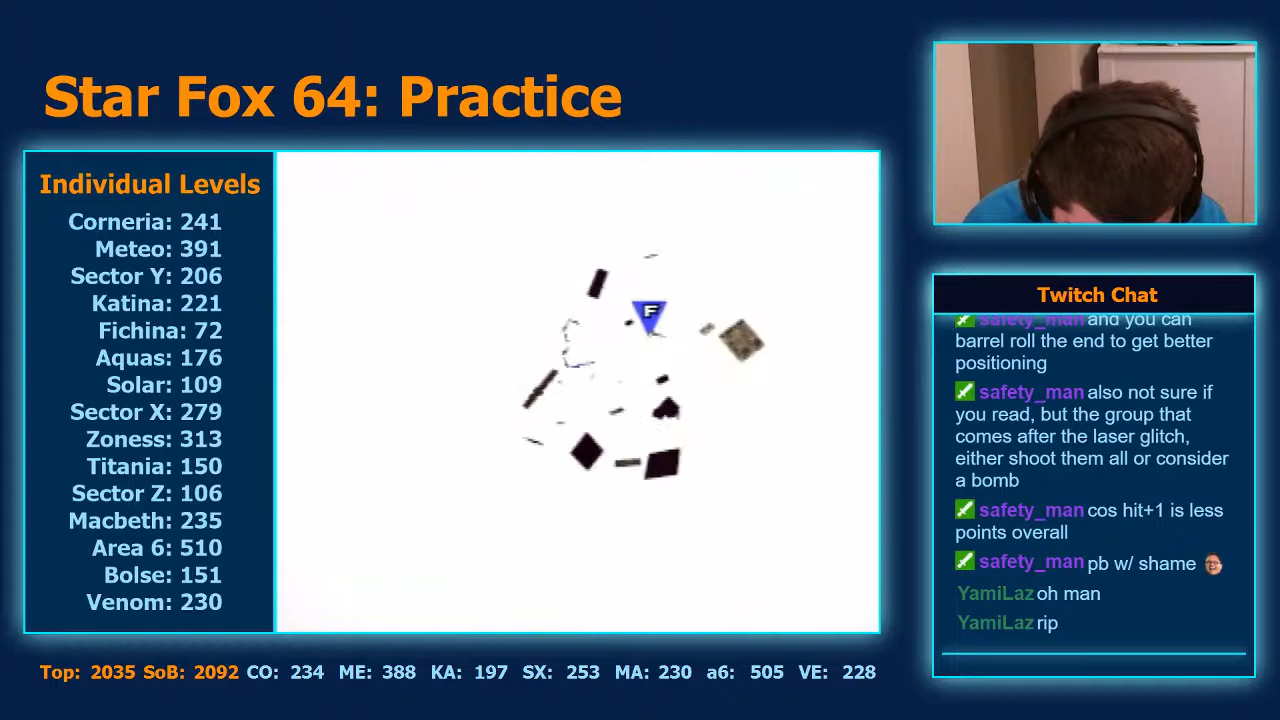 Star Fox 64: Practice
Individual Levels
Corneria: 241
Meteo: 391
Sector Y: 206
Katina: 221
Fichina: 72
Aquas: 176
Solar: 109
Sector X: 279
Zoness: 313
Titania: 150
Sector Z: 106
Macbeth: 235
Area 6: 510
Bolse: 151
Venom: 230
F
Twitch Chat
safety_man and you can
barrel roll the end to get better
positioning
safety_man also not sure if
you read, but the group that
comes after the laser glitch,
either shoot them all or consider
a bomb
safety_man cos hit+1 is less
points overall
safety_man pb w/ shame
YamiLaz oh man
YamiLaz rip
Top: 2035 SoB: 2092 CO: 234 ME: 388 KA: 197 SX: 253 MA: 230 a6: 505 VE: 228